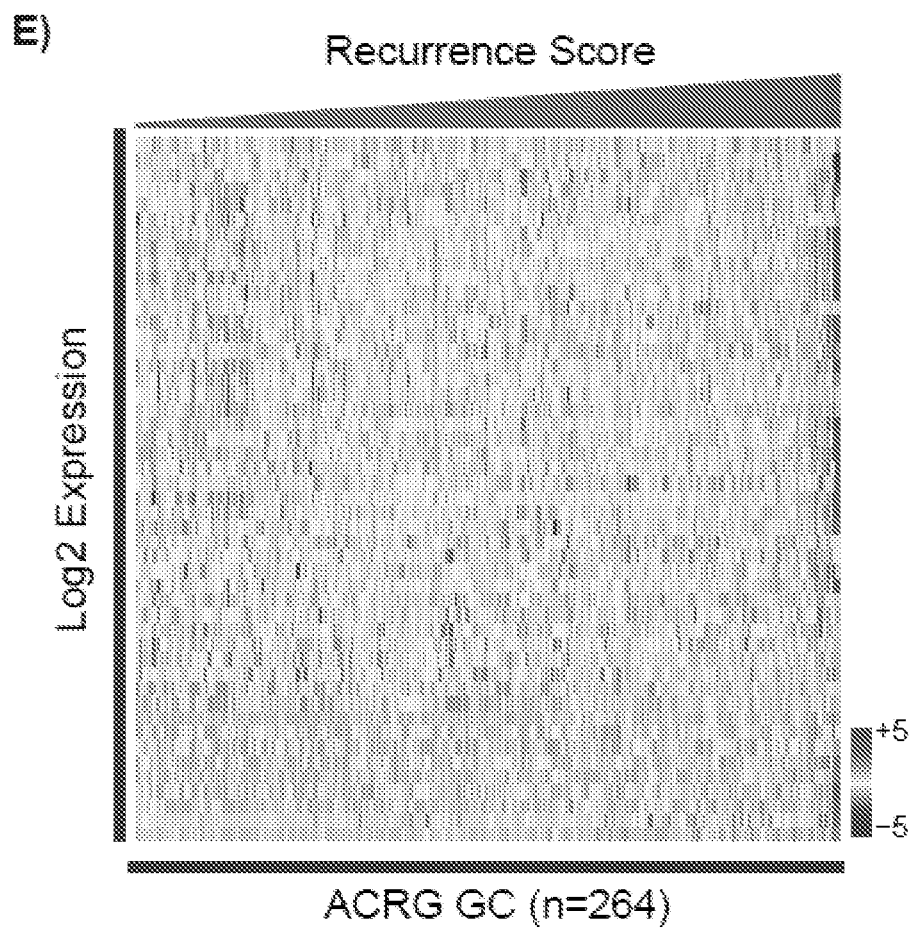 E)
Recurrence Score
Log2 Expression
+5
-5
ACRG GC (n=264)